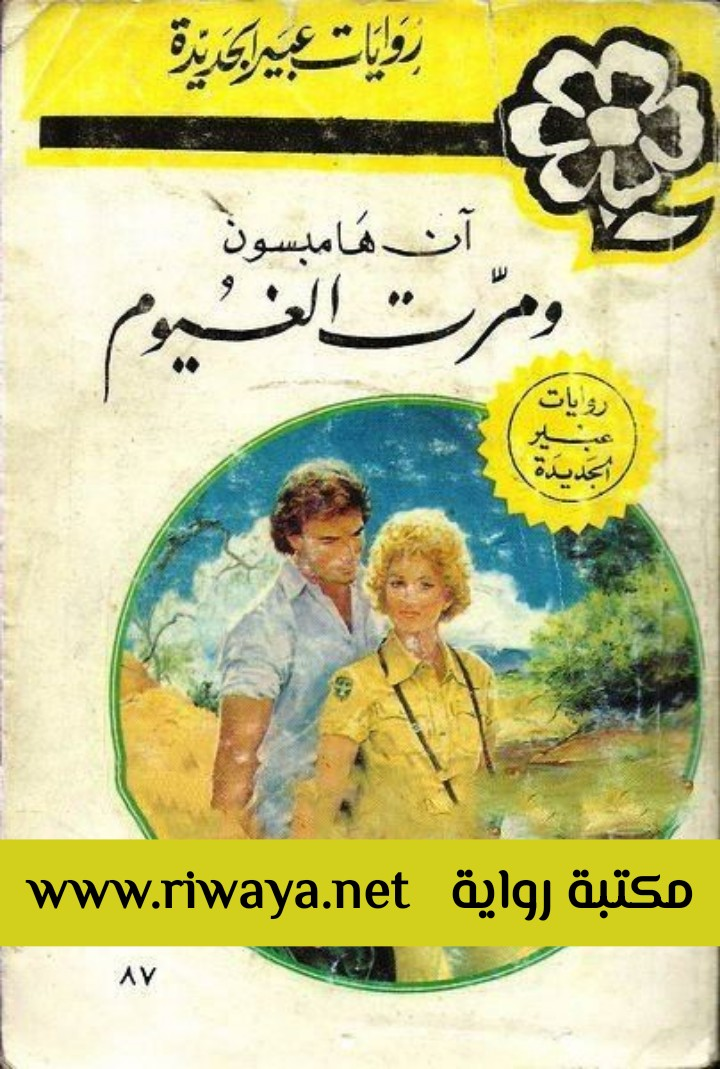 روايات عبير الجديدة
آن هامبسون
ومرّت الغيوم
روايات
عبير
الجديدة
www.riwaya.net مكتبة رواية
٨٧